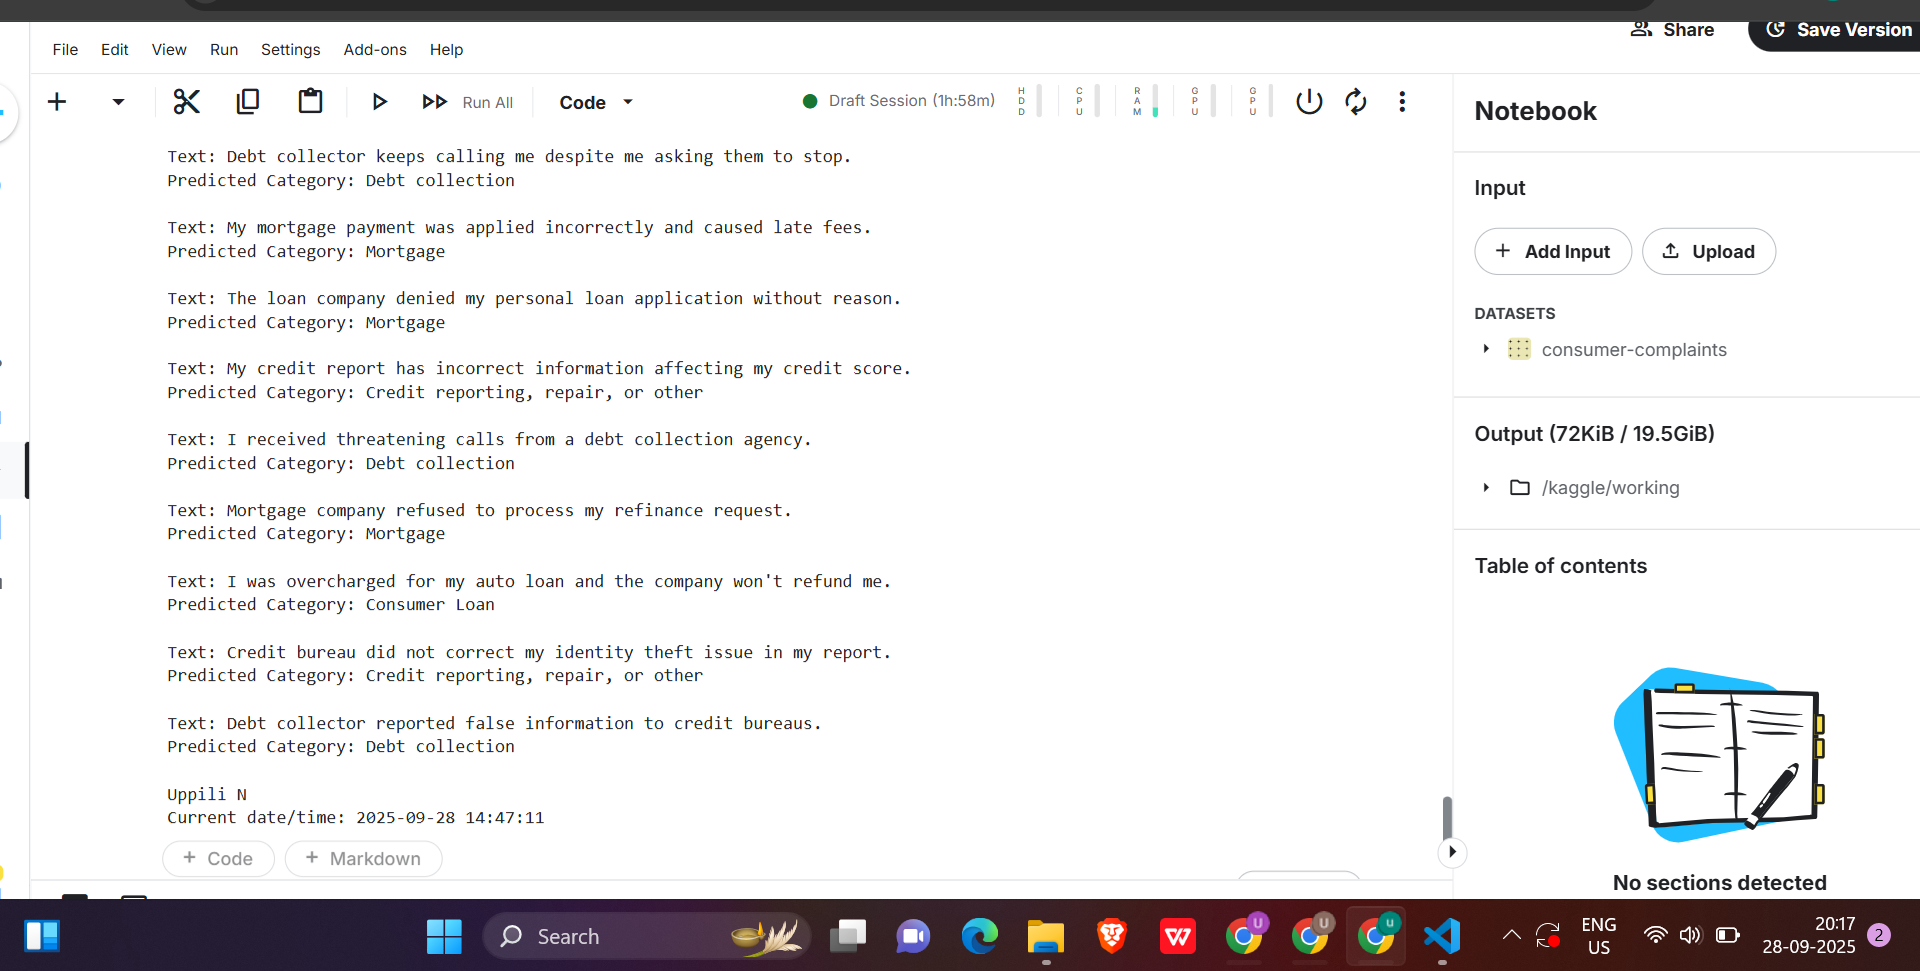 Share
Save Version
File Edit View Run Settings Add-ons Help
Run All
Code
Draft Session (1h:58m)
HDD
CPU
RAM
GPU
GPU
Text: Debt collector keeps calling me despite me asking them to stop.
Predicted Category: Debt collection
Text: My mortgage payment was applied incorrectly and caused late fees.
Predicted Category: Mortgage
Text: The loan company denied my personal loan application without reason.
Predicted Category: Mortgage
Text: My credit report has incorrect information affecting my credit score.
Predicted Category: Credit reporting, repair, or other
Text: I received threatening calls from a debt collection agency.
Predicted Category: Debt collection
Text: Mortgage company refused to process my refinance request.
Predicted Category: Mortgage
Text: I was overcharged for my auto loan and the company won't refund me.
Predicted Category: Consumer Loan
Text: Credit bureau did not correct my identity theft issue in my report.
Predicted Category: Credit reporting, repair, or other
Text: Debt collector reported false information to credit bureaus.
Predicted Category: Debt collection
Uppili N
Current date/time: 2025-09-28 14:47:11
+ Code
+ Markdown
Notebook
Input
+ Add Input
Upload
DATASETS
consumer-complaints
Output (72KiB / 19.5GiB)
/kaggle/working
Table of contents
No sections detected
Search
U
U
U
W
ENG
US
20:17
28-09-2025
2